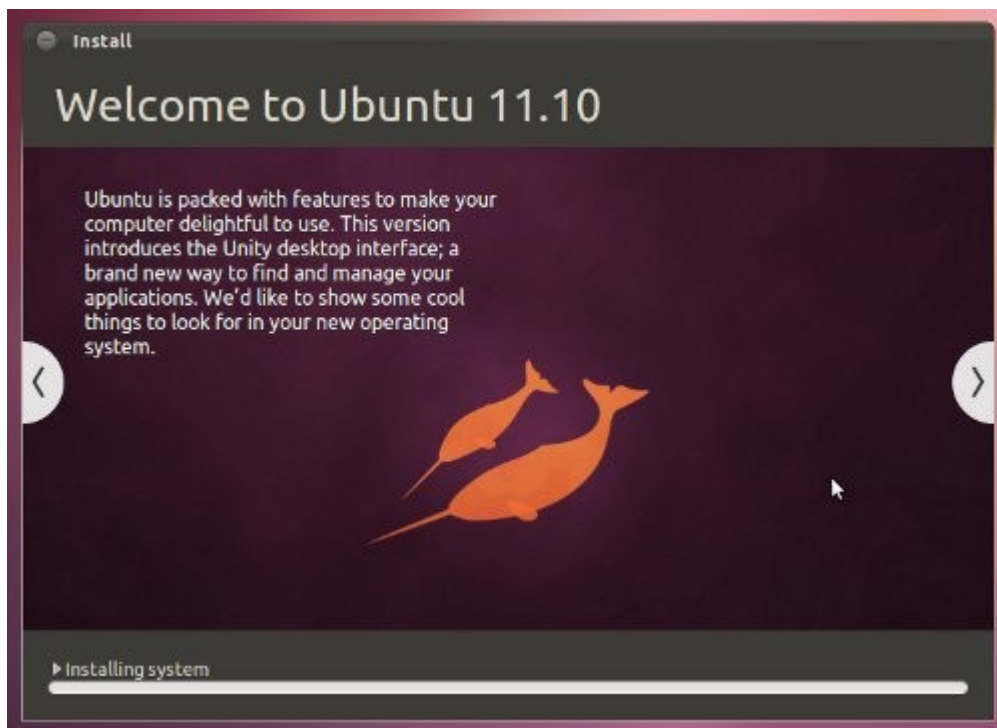 Install
Welcome to Ubuntu 11.10
Ubuntu is packed with features to make your
computer delightful to use. This version
introduces the Unity desktop interface; a
brand new way to find and manage your
applications. We'd like to show some cool
things to look for in your new operating
system.
Installing system